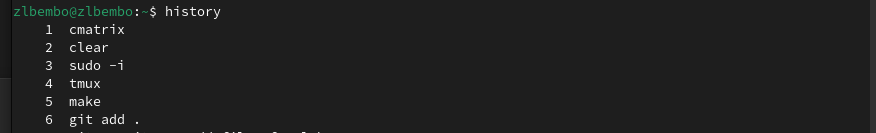 zlbembo@zlbembo:~$ history
1 cmatrix
2 clear
3 sudo -i
4 tmux
5 make
6 git add .